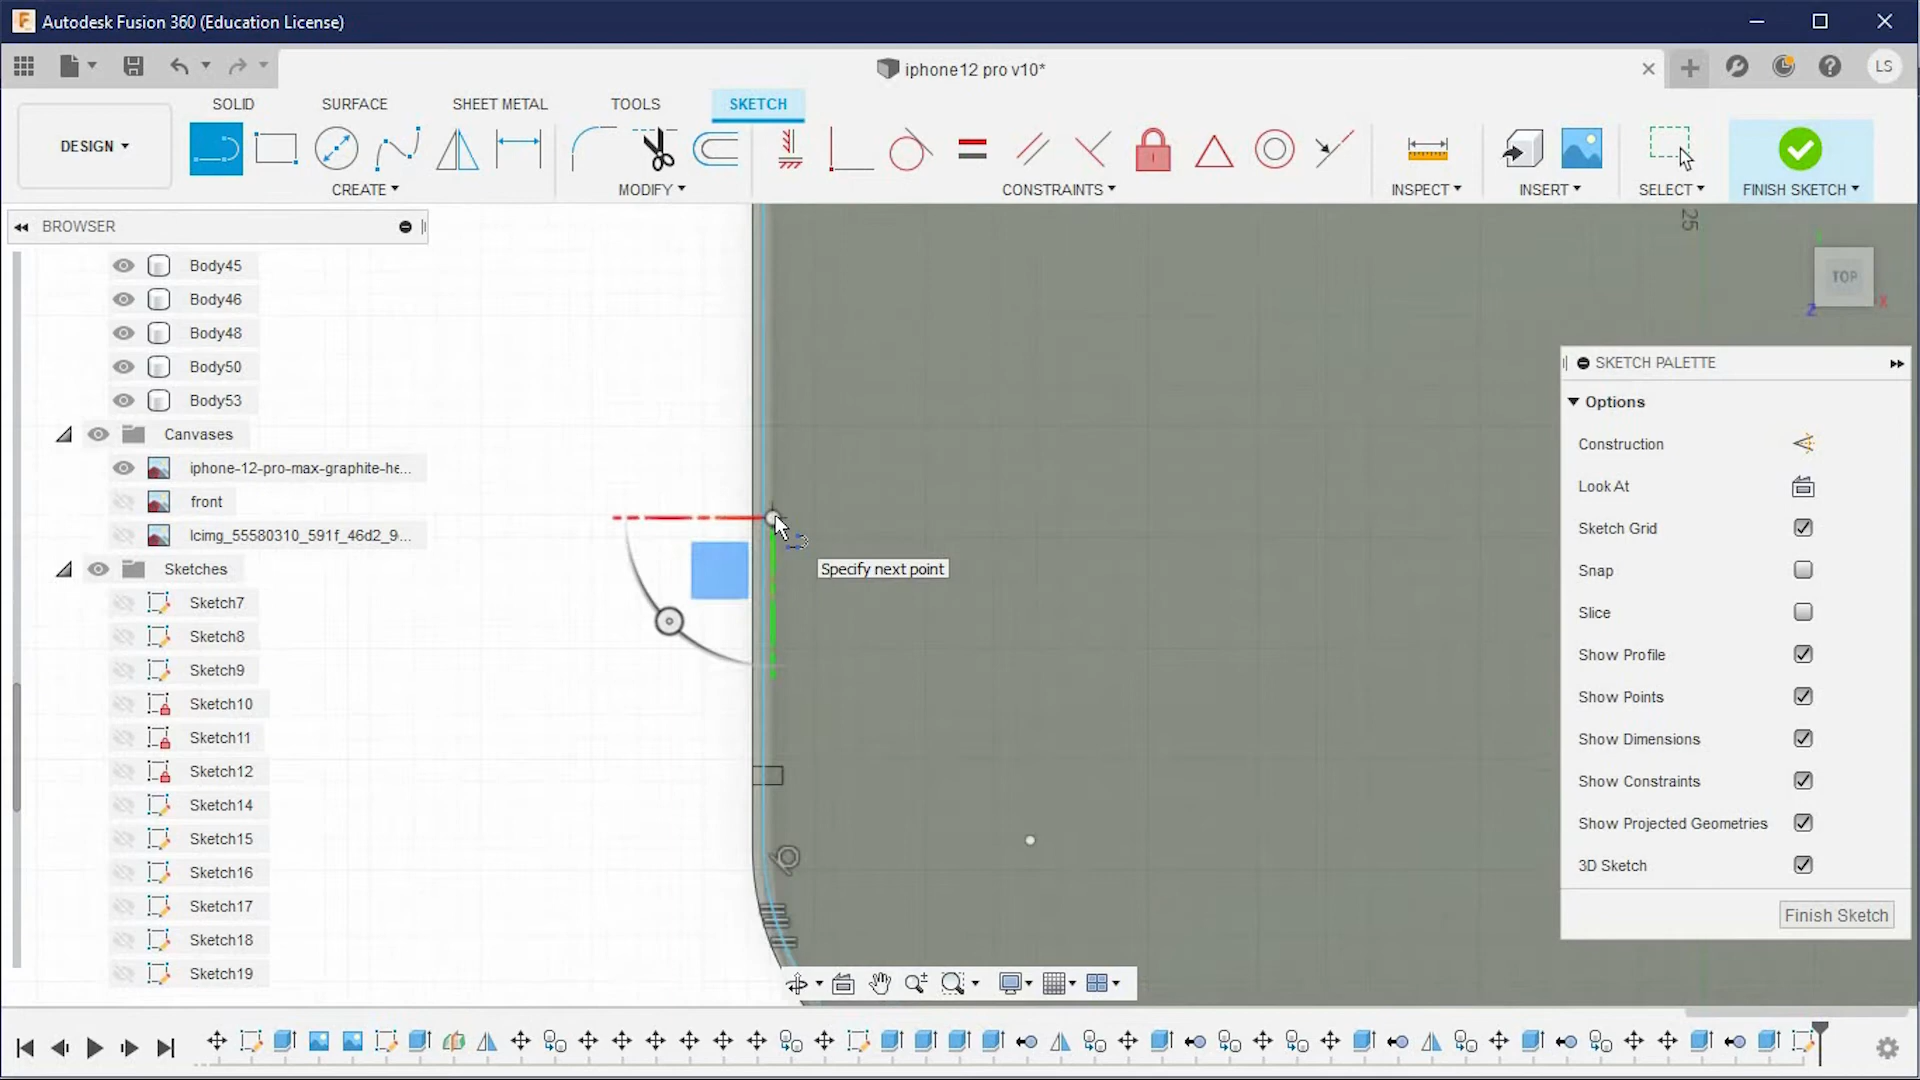 Autodesk Fusion 360 (Education License)
iphone12 pro v10*
LS
SOLID
SURFACE
SHEET METAL
TOOLS
SKETCH
DESIGN
CREATE
MODIFY
CONSTRAINTS
INSPECT
INSERT
SELECT
FINISH SKETCH
BROWSER
25
TOP
X
Z
Body45
Body46
Body48
Body50
Body53
Canvases
iphone-12-pro-max-graphite-he...
front
lcimg_55580310_591f_46d2_9...
Sketches
Sketch7
Sketch8
Sketch9
Sketch10
Sketch11
Sketch12
Sketch14
Sketch15
Sketch16
Sketch17
Sketch18
Sketch19
Specify next point
SKETCH PALETTE
Options
Construction
Look At
Sketch Grid
Snap
Slice
Show Profile
Show Points
Show Dimensions
Show Constraints
Show Projected Geometries
3D Sketch
Finish Sketch